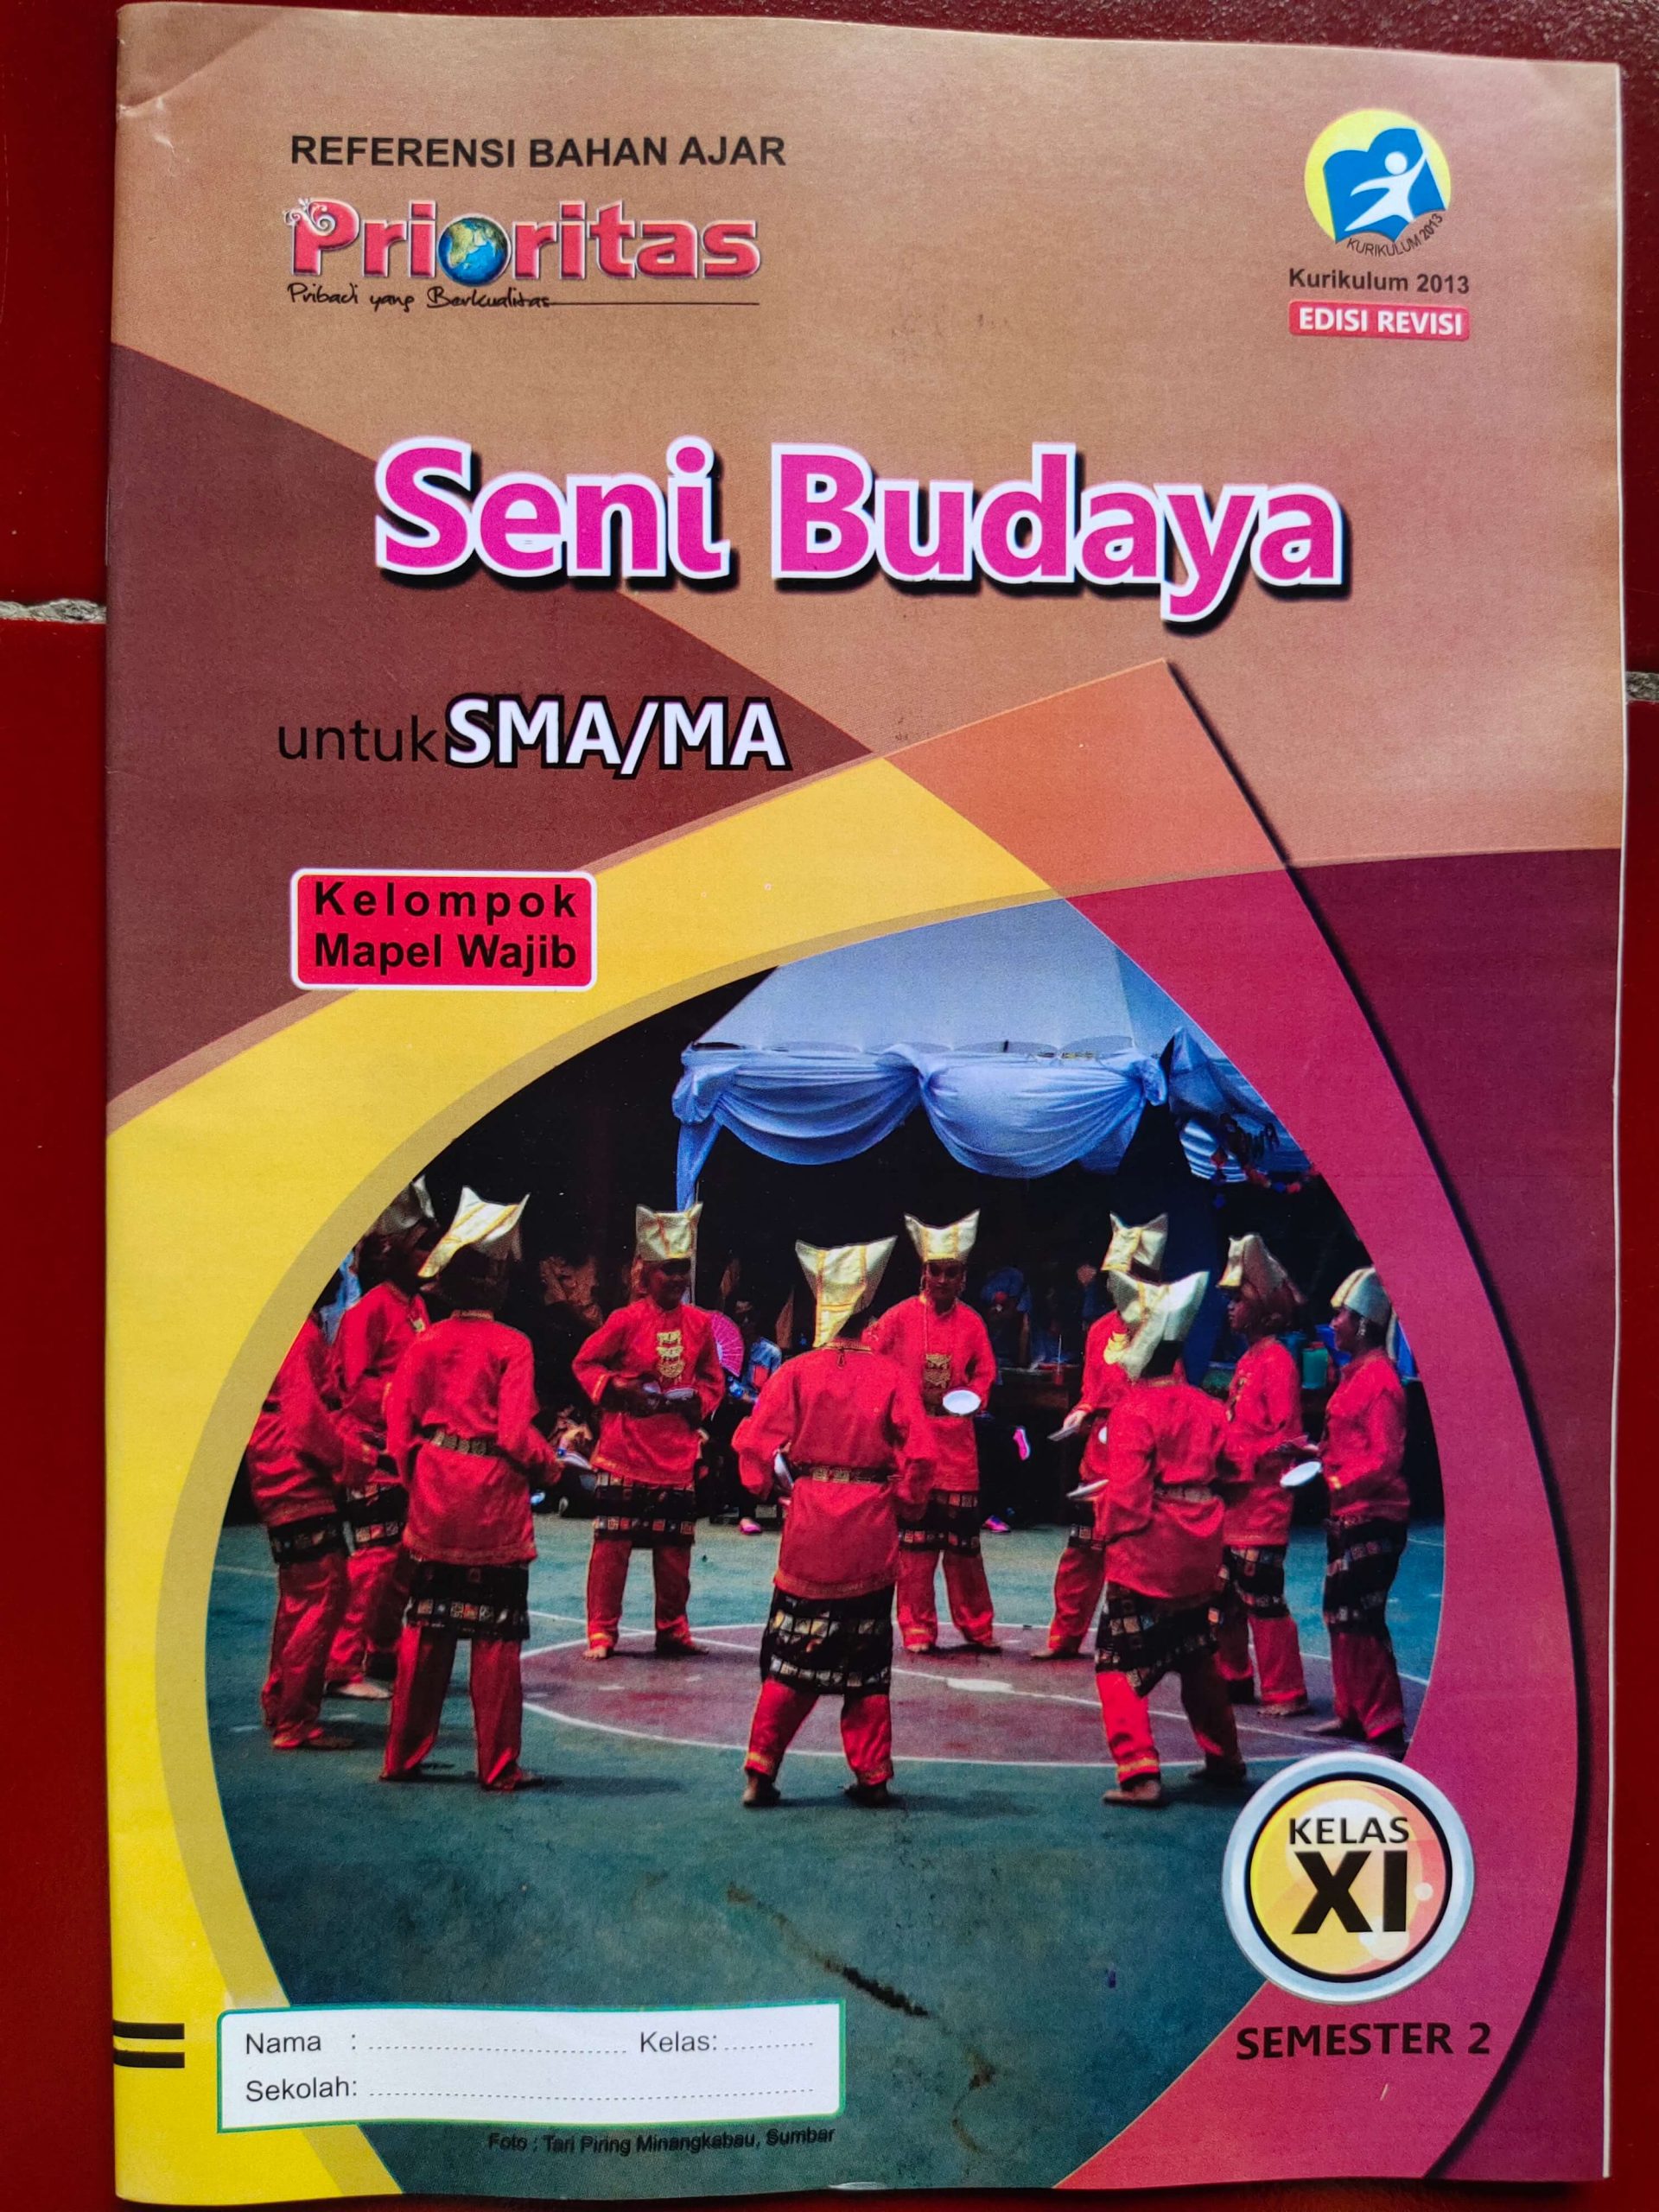 REFERENSI BAHAN AJAR
Prioritas
Pribadi yang Berkualitas
KURIKULUM 2013
Kurikulum 2013
EDISI REVISI
Seni Budaya
untuk SMA/MA
Kelompok
Mapel Wajib
KELAS
XI
SEMESTER 2
Nama : ........................................ Kelas: ..............
Sekolah: ....................................................................
Foto : Tari Piring Minangkabau, Sumbar